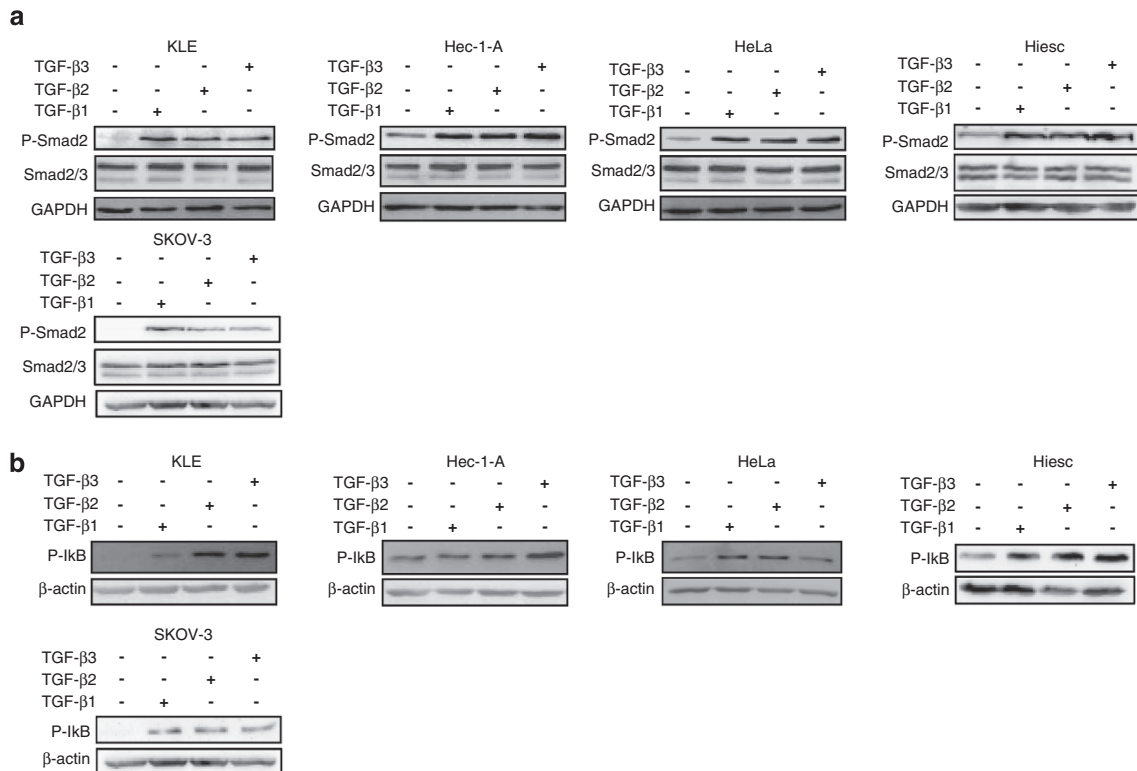 a
KLE
TGF-β3 - - - +
TGF-β2 - - + -
TGF-β1 - + - -
P-Smad2
Smad2/3
GAPDH
Hec-1-A
TGF-β3 - - - +
TGF-β2 - - + -
TGF-β1 - + - -
P-Smad2
Smad2/3
GAPDH
HeLa
TGF-β3 - - - +
TGF-β2 - - + -
TGF-β1 - + - -
P-Smad2
Smad2/3
GAPDH
Hiesc
TGF-β3 - - - +
TGF-β2 - - + -
TGF-β1 - + - -
P-Smad2
Smad2/3
GAPDH
SKOV-3
TGF-β3 - - - +
TGF-β2 - - + -
TGF-β1 - + - -
P-Smad2
Smad2/3
GAPDH
b
KLE
TGF-β3 - - - +
TGF-β2 - - + -
TGF-β1 - + - -
P-IkB
β-actin
Hec-1-A
TGF-β3 - - - +
TGF-β2 - - + -
TGF-β1 - + - -
P-IkB
β-actin
HeLa
TGF-β3 - - - +
TGF-β2 - - + -
TGF-β1 - + - -
P-IkB
β-actin
Hiesc
TGF-β3 - - - +
TGF-β2 - - + -
TGF-β1 - + - -
P-IkB
β-actin
SKOV-3
TGF-β3 - - - +
TGF-β2 - - + -
TGF-β1 - + - -
P-IkB
β-actin